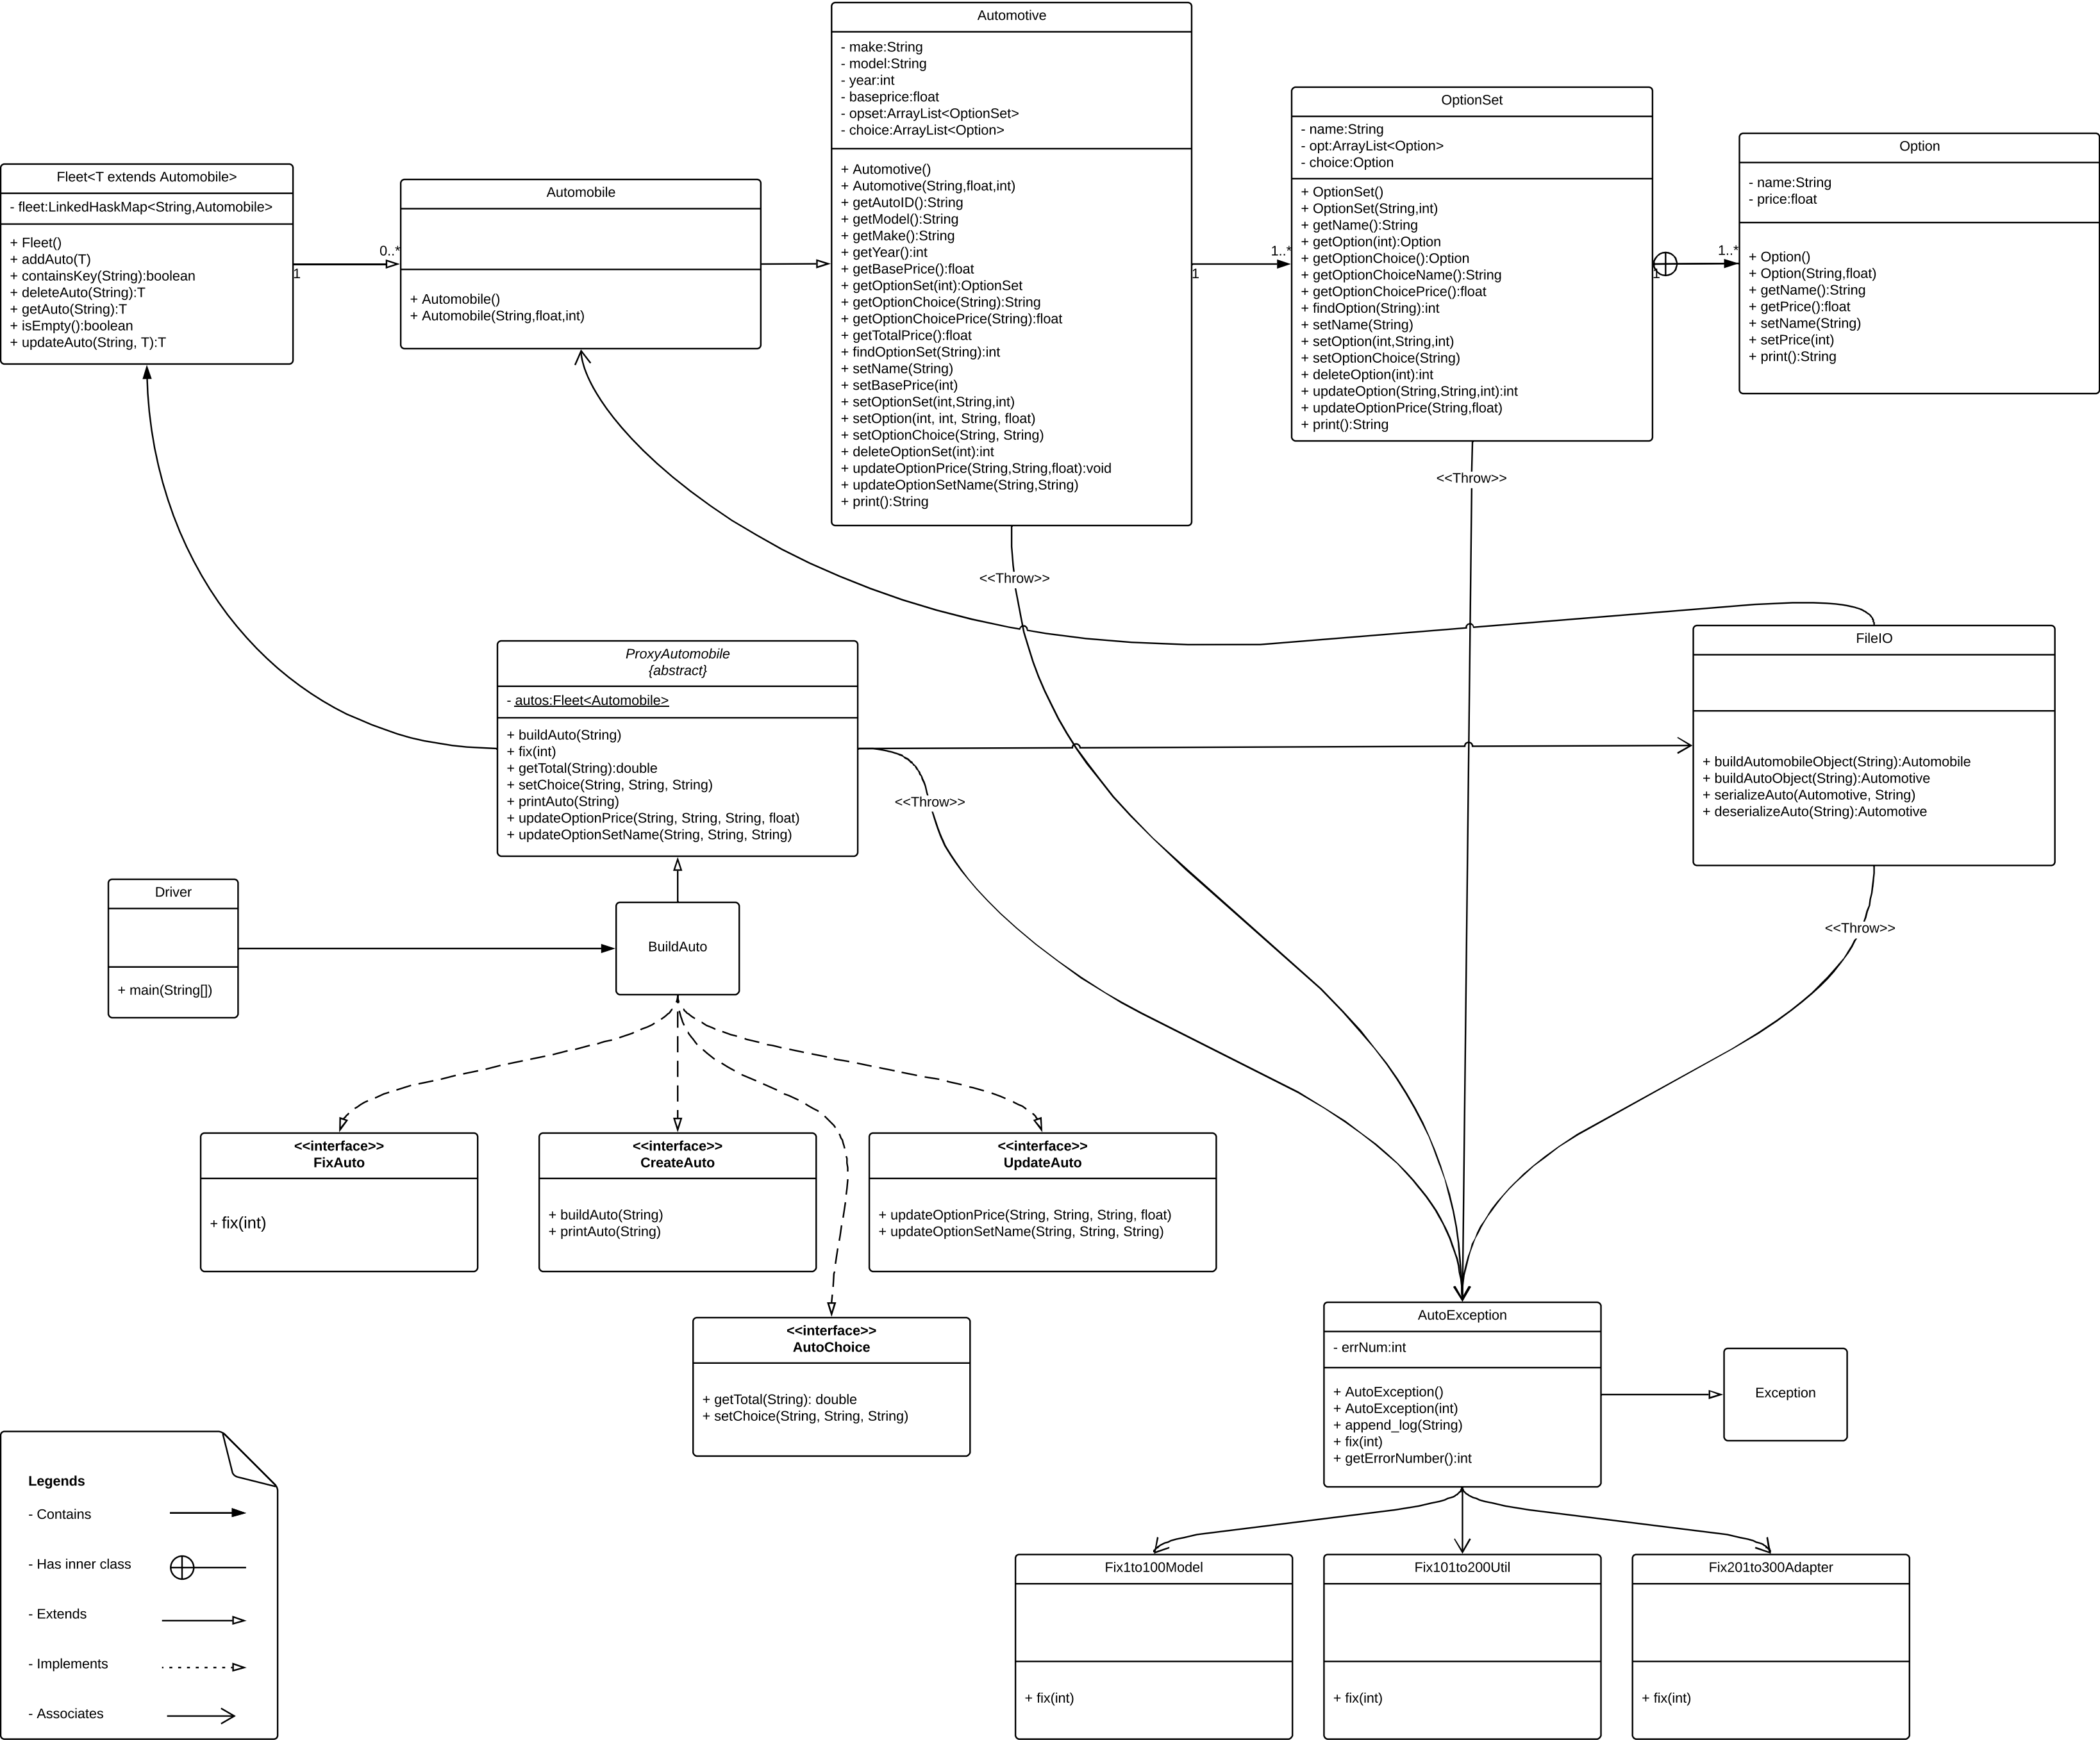 Automotive
- make:String
- model:String
- year:int
- baseprice:float
- opset:ArrayList<OptionSet>
- choice:ArrayList<Option>
+ Automotive()
+ Automotive(String,float,int)
+ getAutoID():String
+ getModel():String
+ getMake():String
+ getYear():int
+ getBasePrice():float
+ getOptionSet(int):OptionSet
+ getOptionChoice(String):String
+ getOptionChoicePrice(String):float
+ getTotalPrice():float
+ findOptionSet(String):int
+ setName(String)
+ setBasePrice(int)
+ setOptionSet(int,String,int)
+ setOption(int, int, String, float)
+ setOptionChoice(String, String)
+ deleteOptionSet(int):int
+ updateOptionPrice(String,String,float):void
+ updateOptionSetName(String,String)
+ print():String
OptionSet
- name:String
- opt:ArrayList<Option>
- choice:Option
+ OptionSet()
+ OptionSet(String,int)
+ getName():String
+ getOption(int):Option
+ getOptionChoice():Option
+ getOptionChoiceName():String
+ getOptionChoicePrice():float
+ findOption(String):int
+ setName(String)
+ setOption(int,String,int)
+ setOptionChoice(String)
+ deleteOption(int):int
+ updateOption(String,String,int):int
+ updateOptionPrice(String,float)
+ print():String
Option
- name:String
- price:float
+ Option()
+ Option(String,float)
+ getName():String
+ getPrice():float
+ setName(String)
+ setPrice(int)
+ print():String
Fleet<T extends Automobile>
- fleet:LinkedHaskMap<String,Automobile>
+ Fleet()
+ addAuto(T)
+ containsKey(String):boolean
+ deleteAuto(String):T
+ getAuto(String):T
+ isEmpty():boolean
+ updateAuto(String, T):T
Automobile
+ Automobile()
+ Automobile(String,float,int)
0..*
1
1..*
1
1..*
1
<<Throw>>
<<Throw>>
ProxyAutomobile
{abstract}
- autos:Fleet<Automobile>
+ buildAuto(String)
+ fix(int)
+ getTotal(String):double
+ setChoice(String, String, String)
+ printAuto(String)
+ updateOptionPrice(String, String, String, float)
+ updateOptionSetName(String, String, String)
<<Throw>>
FileIO
+ buildAutomobileObject(String):Automobile
+ buildAutoObject(String):Automotive
+ serializeAuto(Automotive, String)
+ deserializeAuto(String):Automotive
<<Throw>>
Driver
+ main(String[])
BuildAuto
<<interface>>
FixAuto
+ fix(int)
<<interface>>
CreateAuto
+ buildAuto(String)
+ printAuto(String)
<<interface>>
UpdateAuto
+ updateOptionPrice(String, String, String, float)
+ updateOptionSetName(String, String, String)
<<interface>>
AutoChoice
+ getTotal(String): double
+ setChoice(String, String, String)
AutoException
- errNum:int
+ AutoException()
+ AutoException(int)
+ append_log(String)
+ fix(int)
+ getErrorNumber():int
Exception
Fix1to100Model
+ fix(int)
Fix101to200Util
+ fix(int)
Fix201to300Adapter
+ fix(int)
Legends
- Contains
- Has inner class
- Extends
- Implements
- Associates